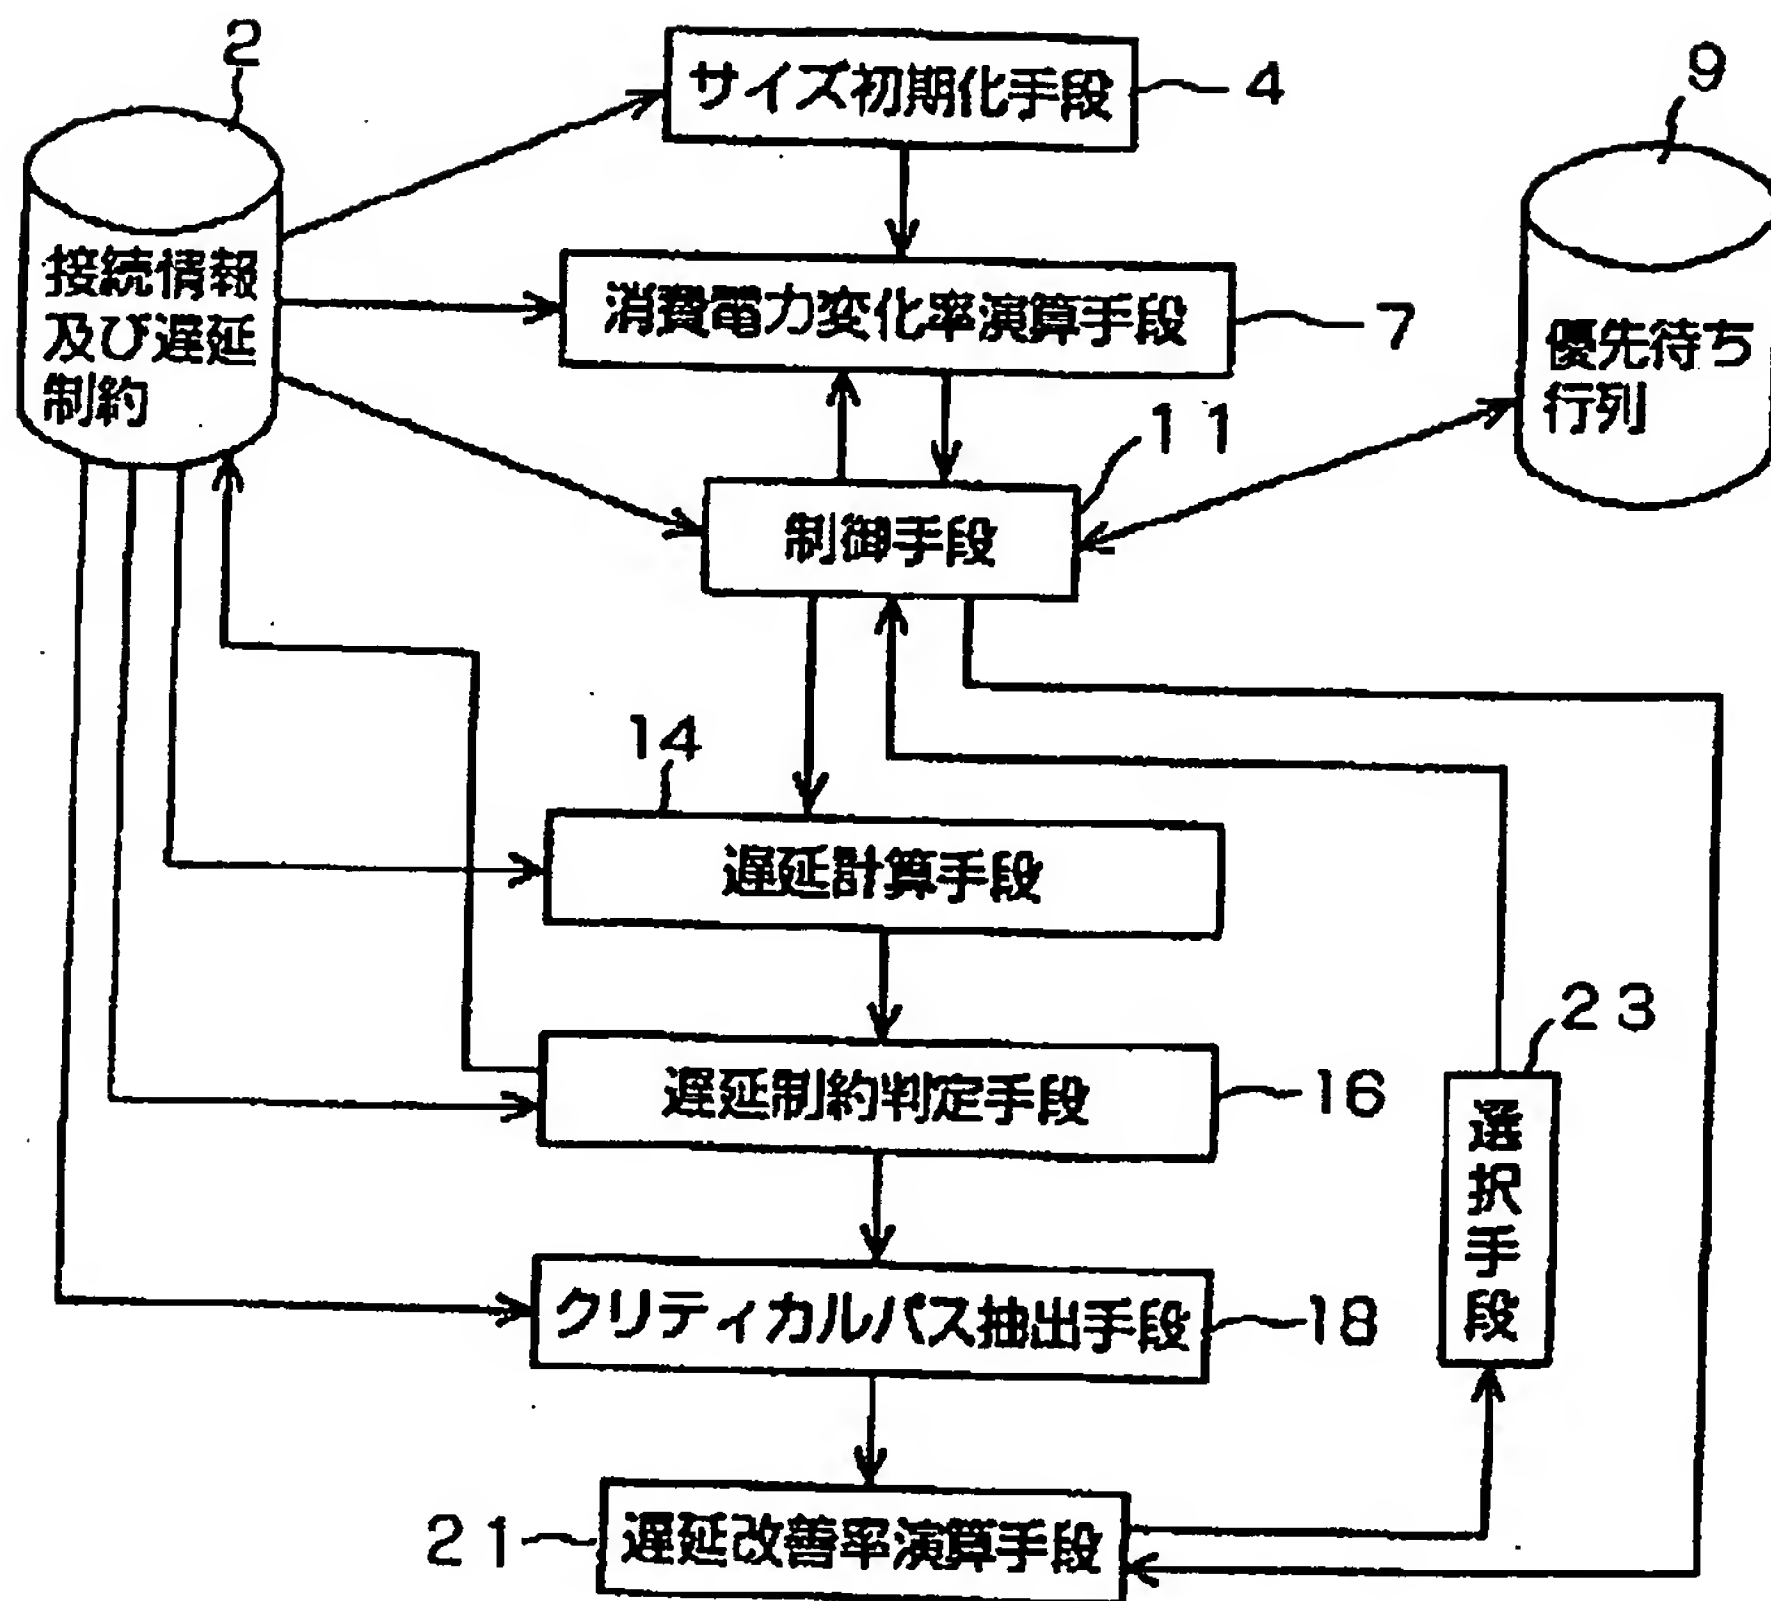 2
サイズ初期化手段
4
9
接続情報
及び遅延
制約
消費電力変化率演算手段
7
優先待ち
行列
11
制御手段
14
遅延計算手段
23
遅延制約判定手段
16
選択手段
クリティカルパス抽出手段
18
21
遅延改善率演算手段